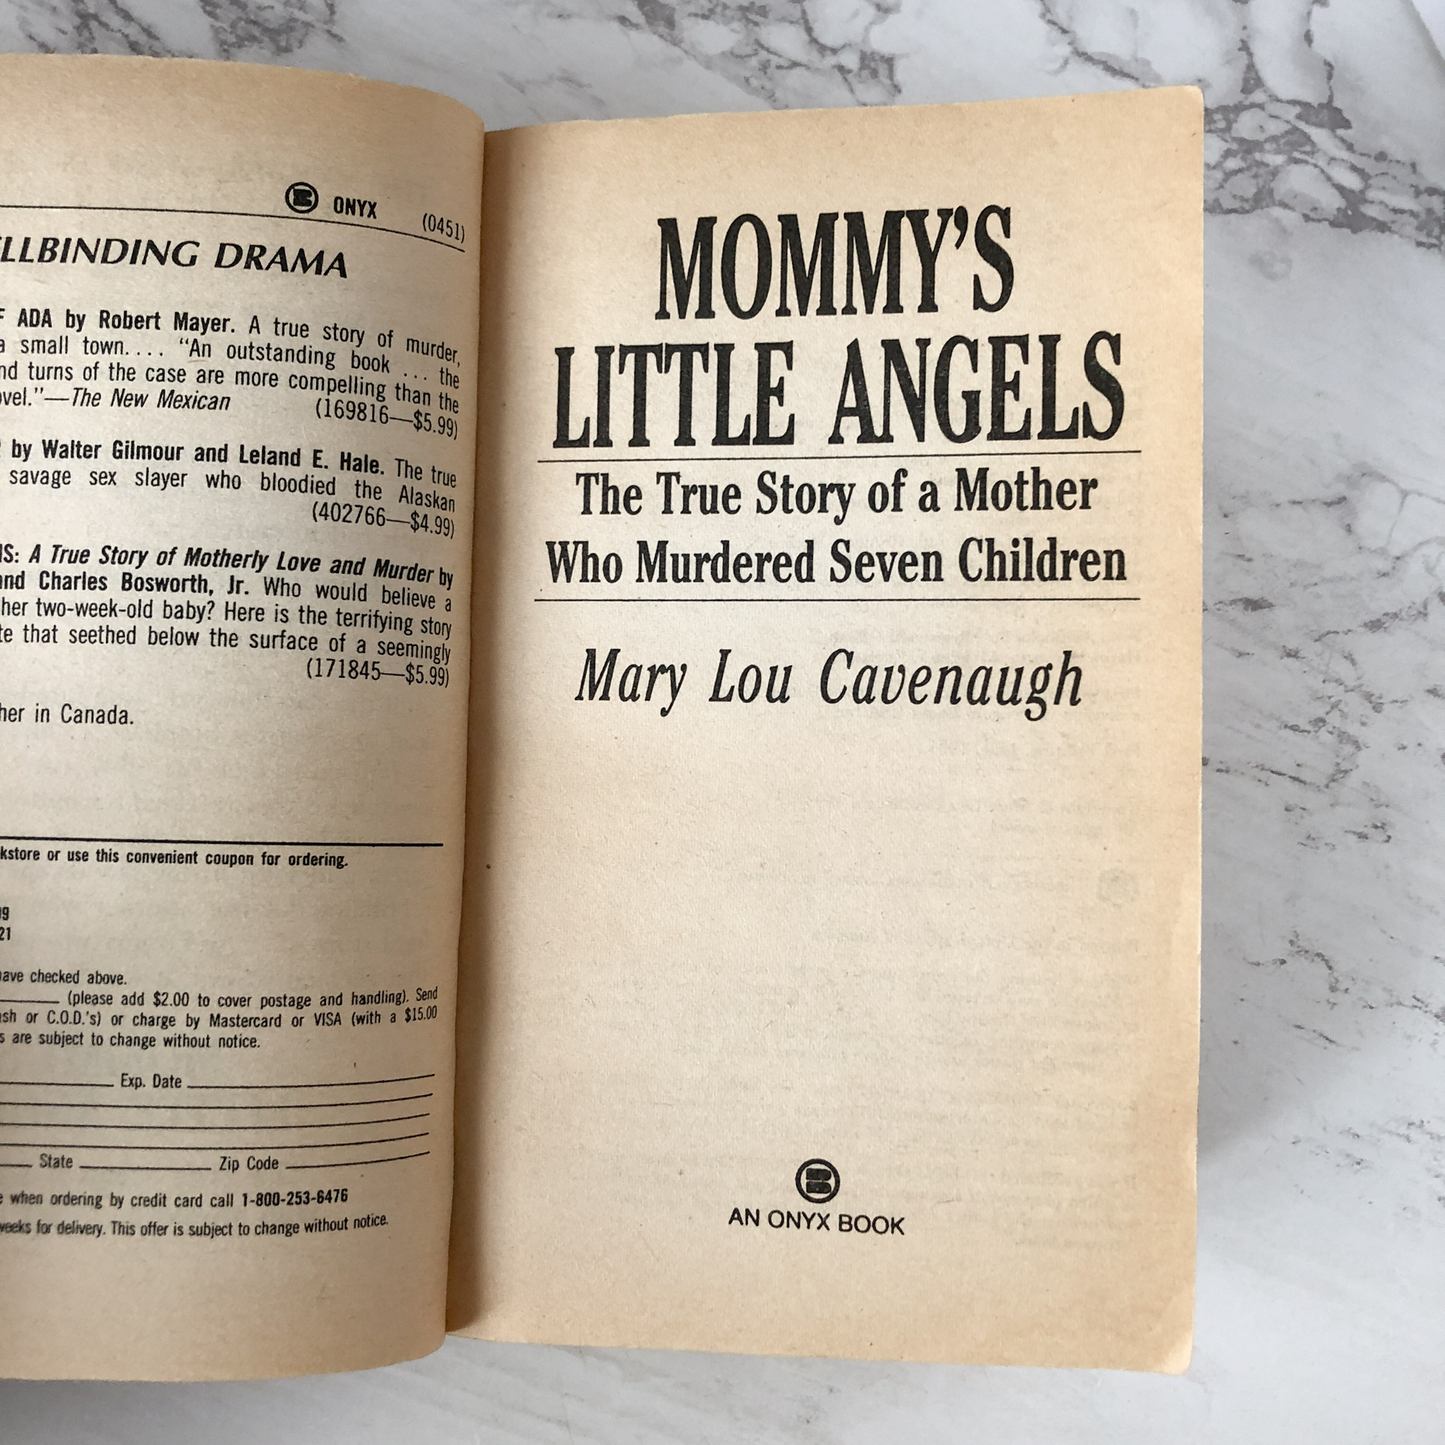 ONYX (0451)
LLBINDING DRAMA
F ADA by Robert Mayer. A true story of murder,
a small town.... "An outstanding book ... the
nd turns of the case are more compelling than the
ovel."—The New Mexican (169816—$5.99)
by Walter Gilmour and Leland E. Hale. The true
savage sex slayer who bloodied the Alaskan
(402766—$4.99)
NS: A True Story of Motherly Love and Murder by
and Charles Bosworth, Jr. Who would believe a
her two-week-old baby? Here is the terrifying story
te that seethed below the surface of a seemingly
(171845—$5.99)
her in Canada.
kstore or use this convenient coupon for ordering.
99
21
ave checked above.
(please add $2.00 to cover postage and handling). Send
sh or C.O.D.'s) or charge by Mastercard or VISA (with a $15.00
s are subject to change without notice.
Exp. Date
State Zip Code
e when ordering by credit card call 1-800-253-6476
weeks for delivery. This offer is subject to change without notice.
MOMMY'S
LITTLE ANGELS
The True Story of a Mother
Who Murdered Seven Children
Mary Lou Cavenaugh
AN ONYX BOOK